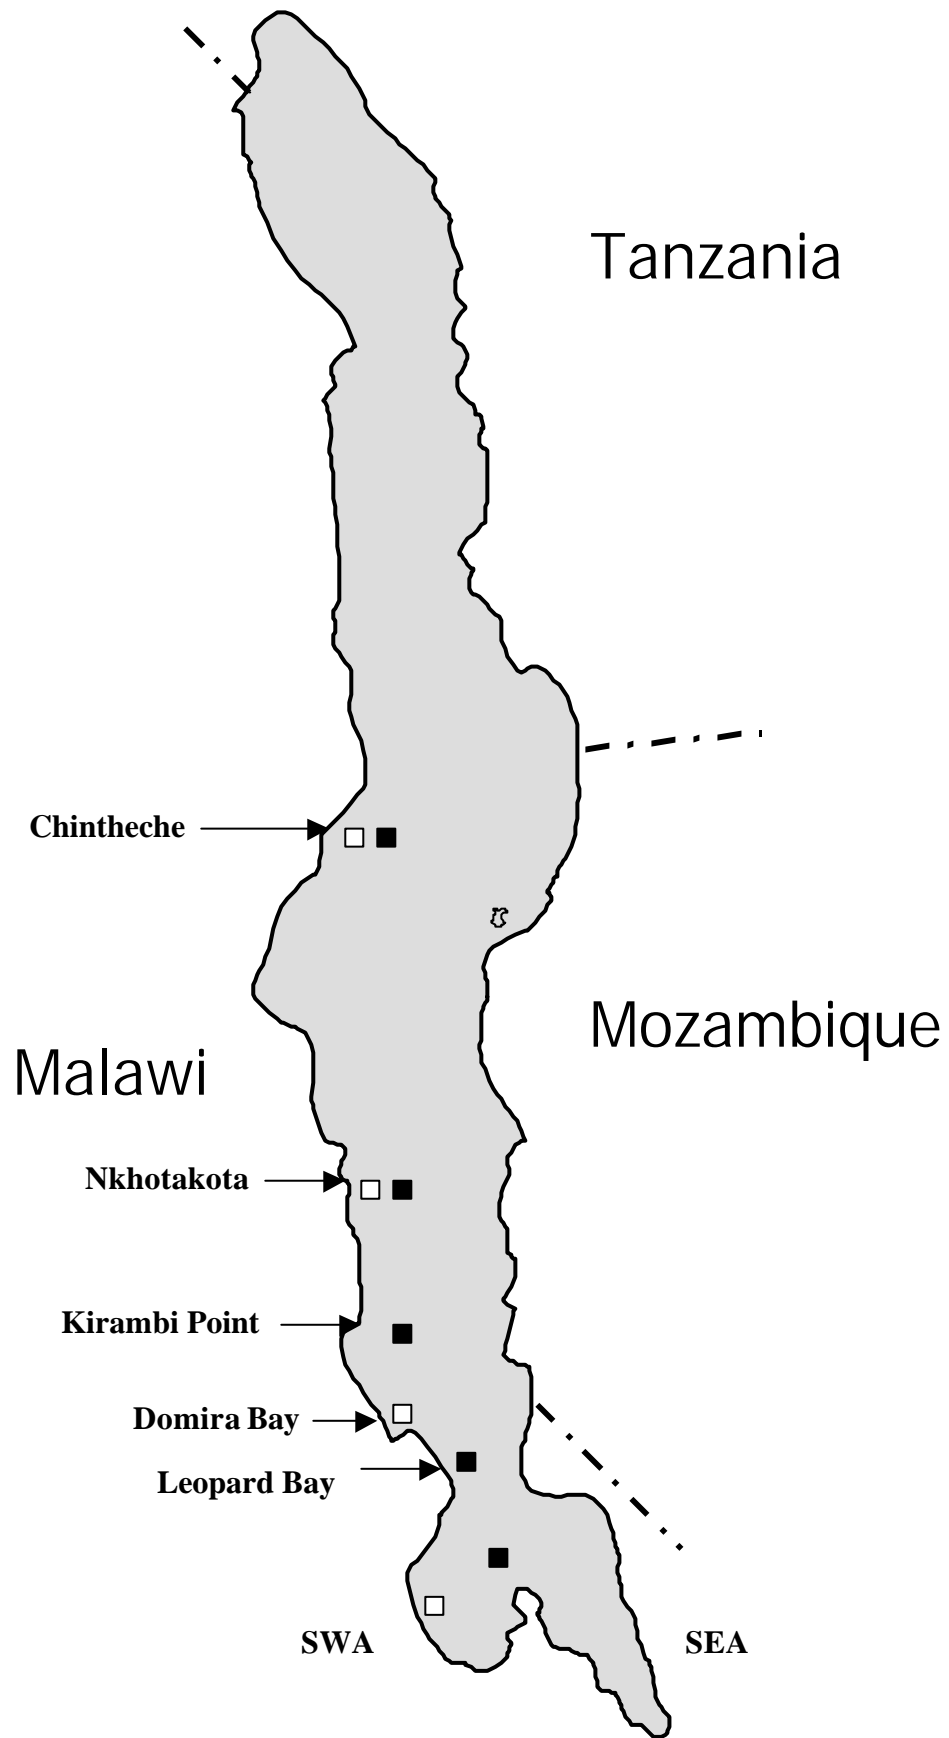 Tanzania
Chintheche
Mozambique
Malawi
Nkhotakota
Kirambi Point
Domira Bay
Leopard Bay
SWA
SEA